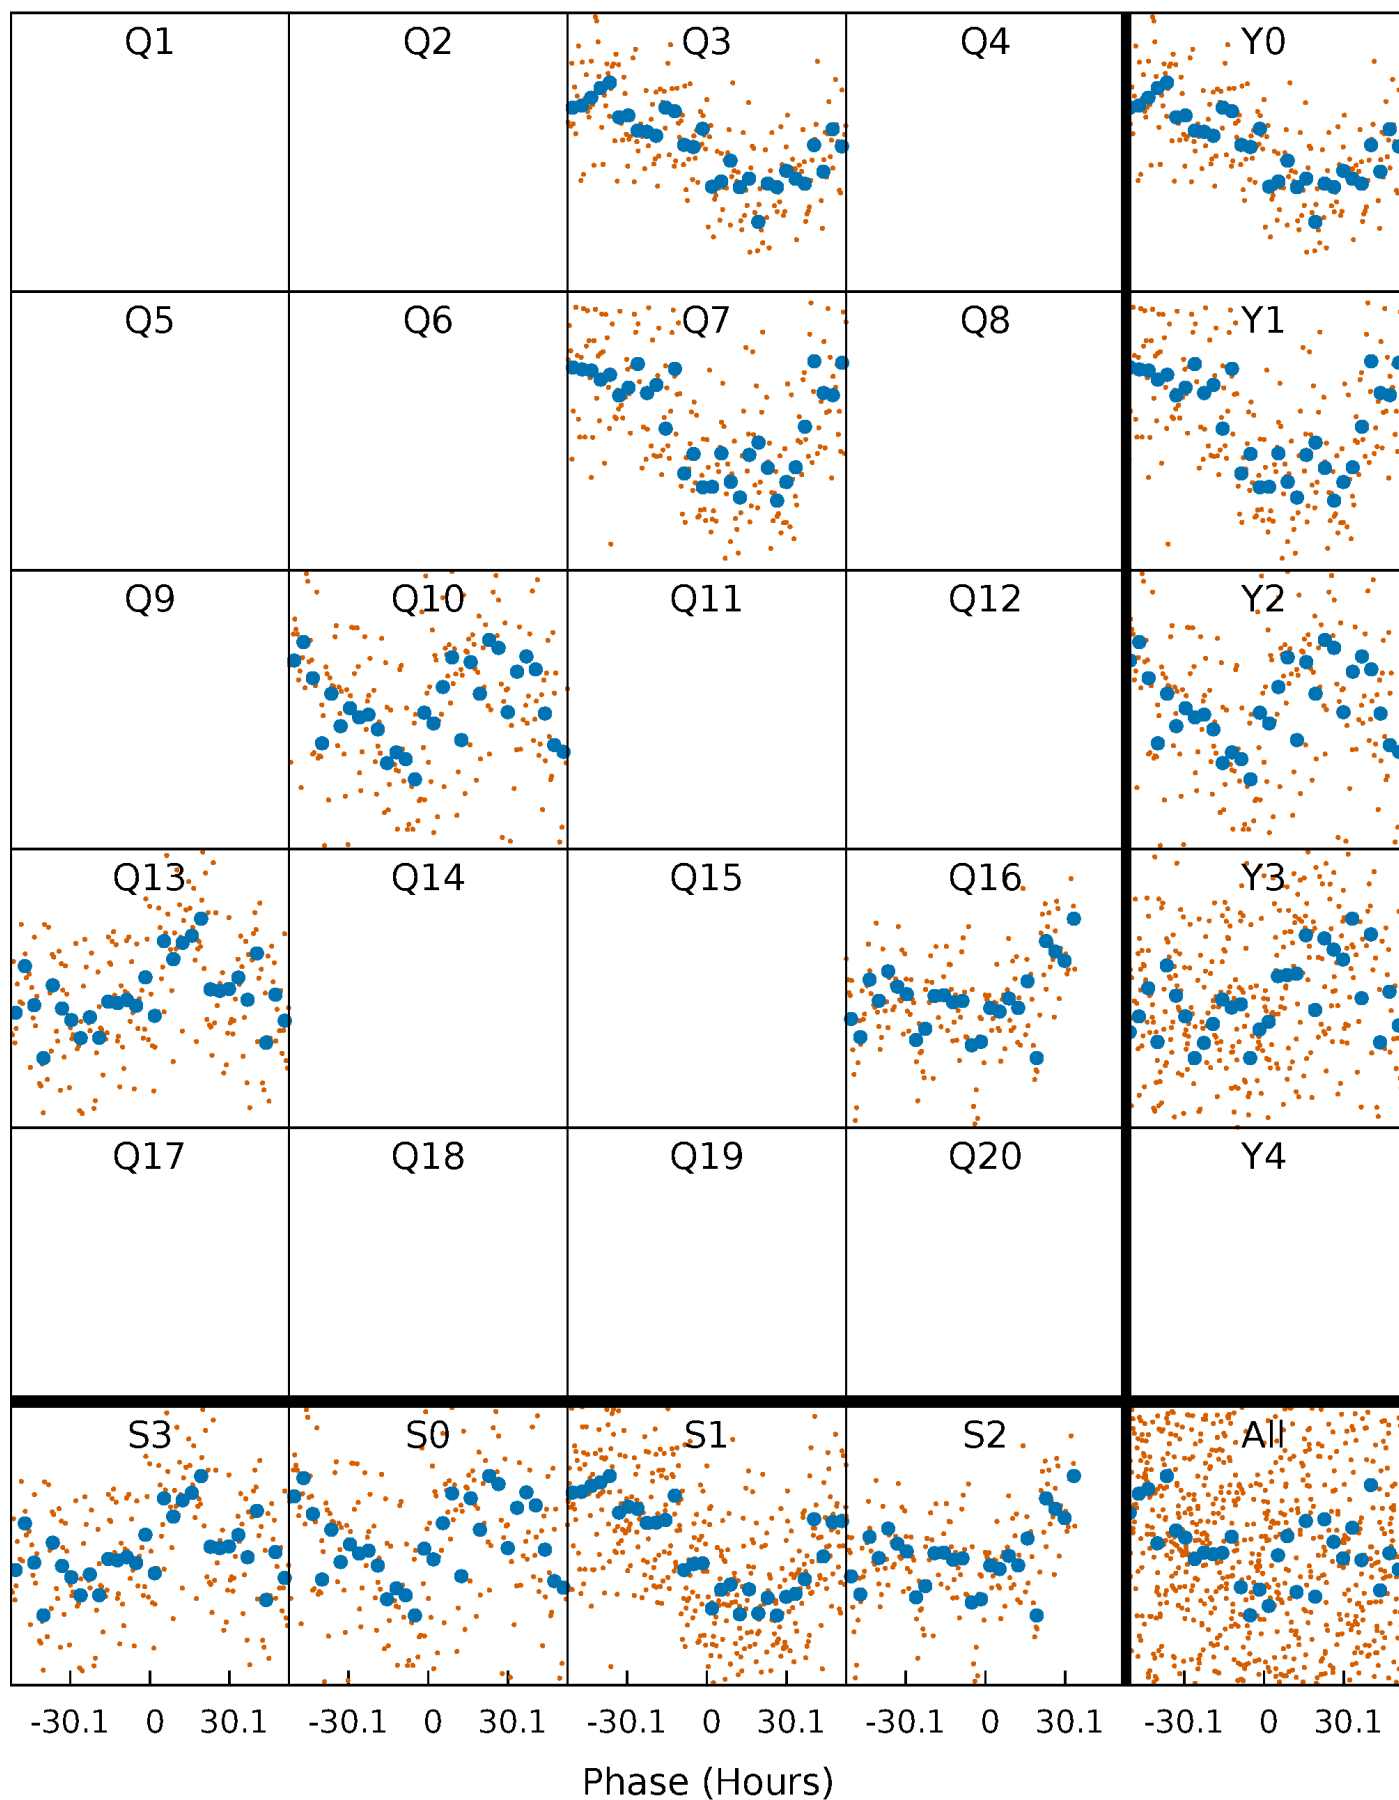 Q1 Q2 Q3 Q4 Y0
Q5 Q6 Q7 Q8 Y1
Q9 Q10 Q11 Q12 Y2
Q13 Q14 Q15 Q16 Y3
Q17 Q18 Q19 Q20 Y4
S3 S0 S1 S2 All
-30.1 0 30.1 -30.1 0 30.1 -30.1 0 30.1 -30.1 0 30.1 -30.1 0 30.1
Phase (Hours)